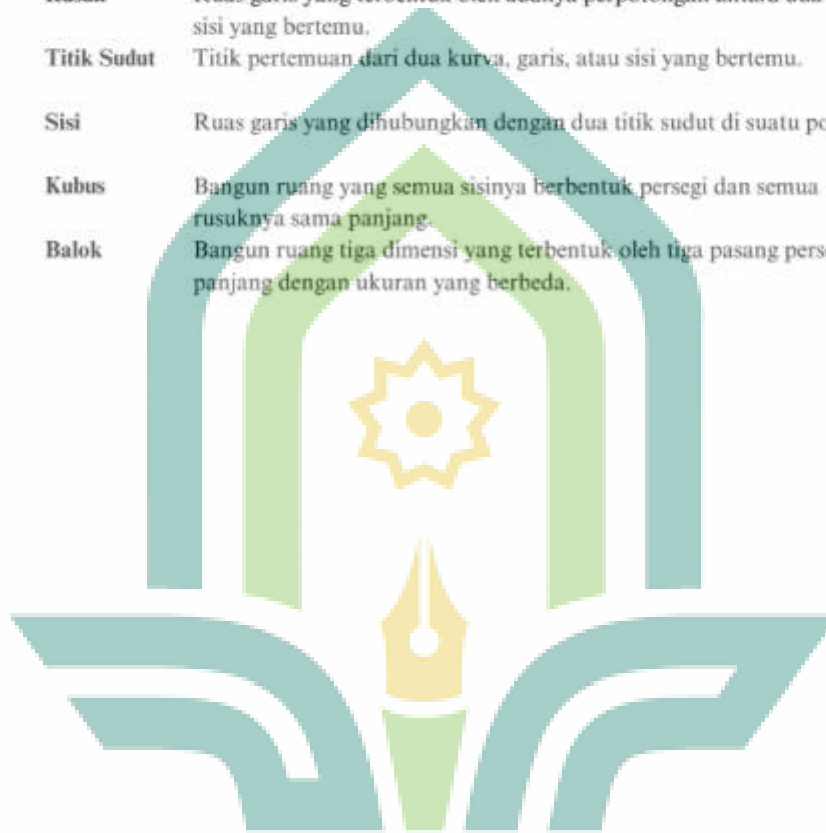 sisi yang bertemu.
Titik Sudut Titik pertemuan dari dua kurva, garis, atau sisi yang bertemu.
Sisi Ruas garis yang dihubungkan dengan dua titik sudut di suatu
Kubus Bangun ruang yang semua sisinya berbentuk persegi dan semua
rusuknya sama panjang.
Balok Bangun ruang tiga dimensi yang terbentuk oleh tiga pasang
panjang dengan ukuran yang berbeda.